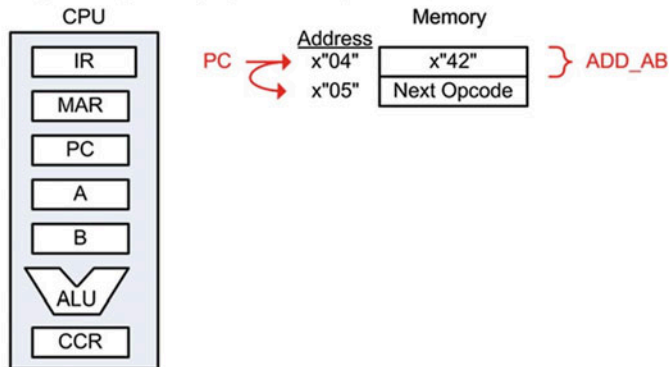 CPU
IR
MAR
PC
A
B
ALU
CCR
Memory
Address
PC x"04" x"42" ADD_AB
x"05" Next Opcode